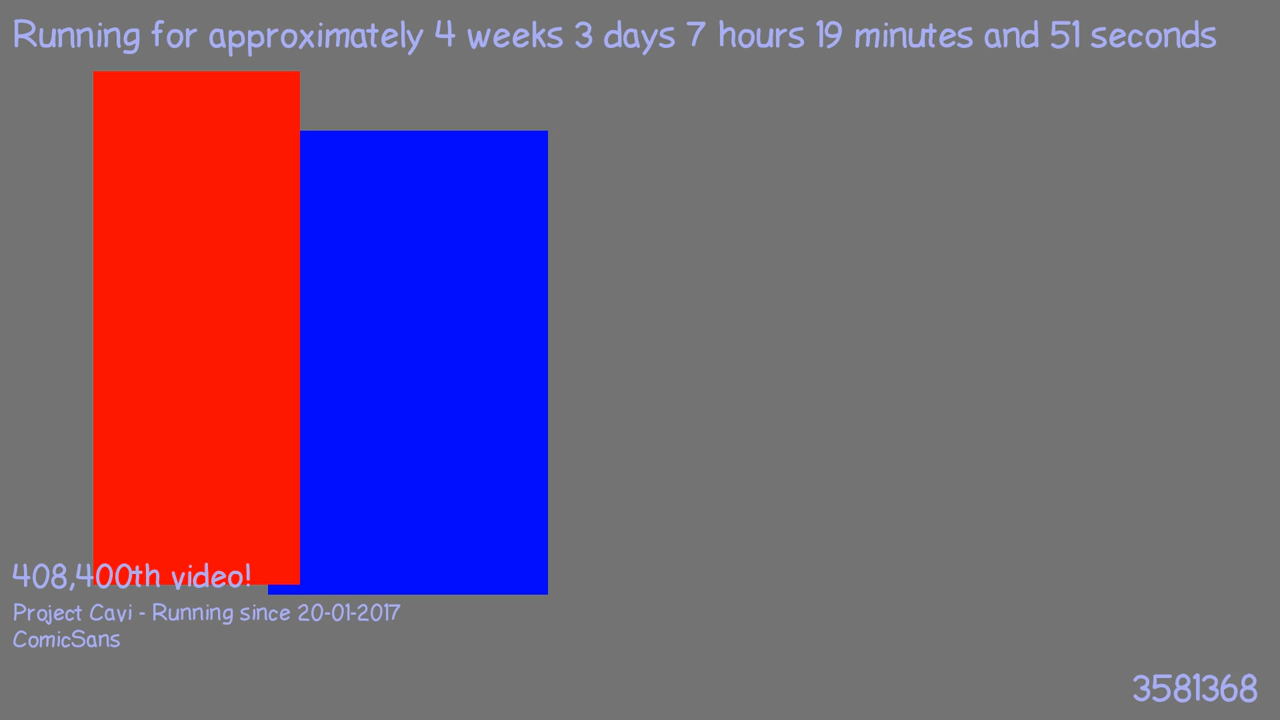 Running for approximately 4 weeks 3 days 7 hours 19 minutes and 51 seconds
408,400th video!
Project Cavi - Running since 20-01-2017
ComicSans
3581368